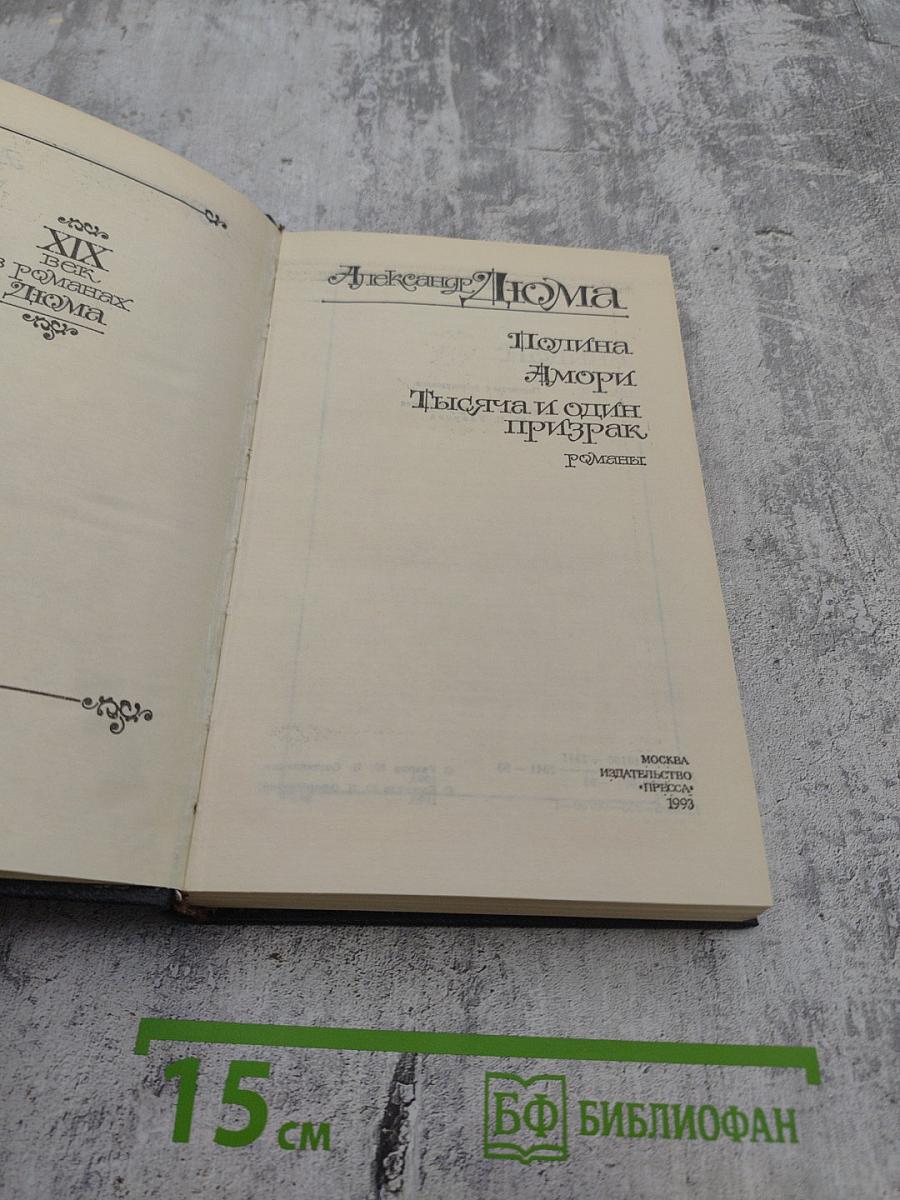 XIX
век
в романах
Дюма
Александр Дюма
Полина
Амори
Тысяча и один
призрак
романы
МОСКВА
ИЗДАТЕЛЬСТВО
«ПРЕССА»
1993
15 см
БФ БИБЛИОФАН